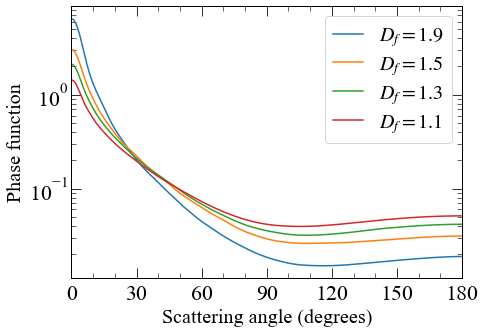 D_f = 1.9
D_f = 1.5
D_f = 1.3
D_f = 1.1
Phase function
10^0
10^−1
0 30 60 90 120 150 180
Scattering angle (degrees)